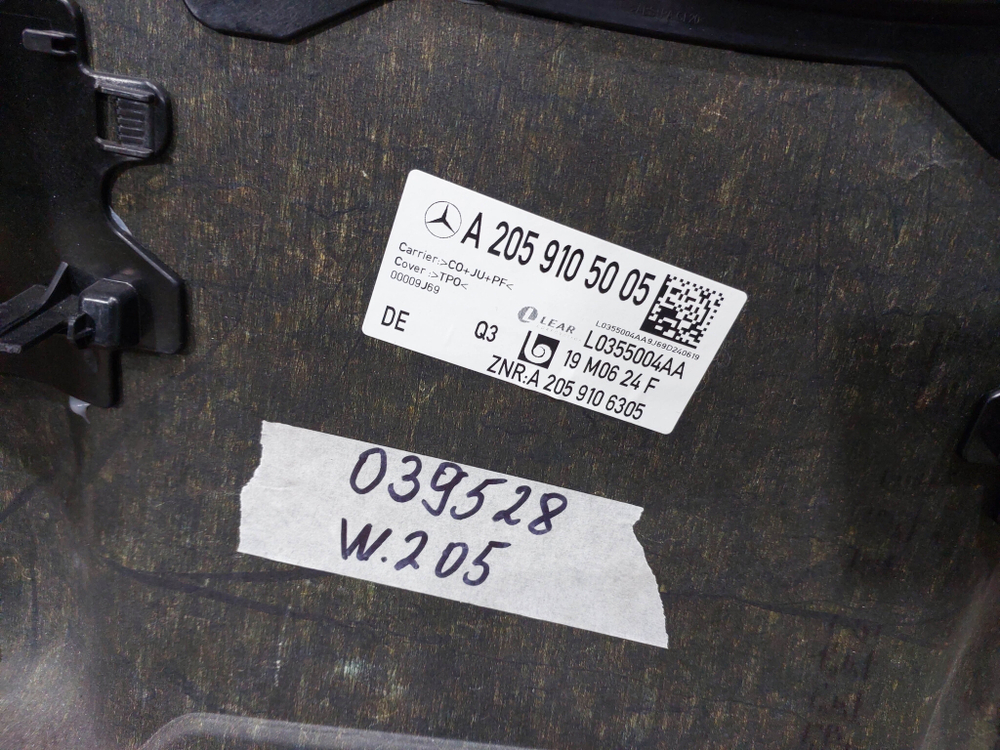 A 205 910 50 05
Carrier:>CO+JU+PF<
Cover :>TPO<
00009J69
LEAR
L0355004AA9J69D240619
DE
Q3
L0355004AA
19 M06 24 F
ZNR:A 205 910 6305
039528
W.205